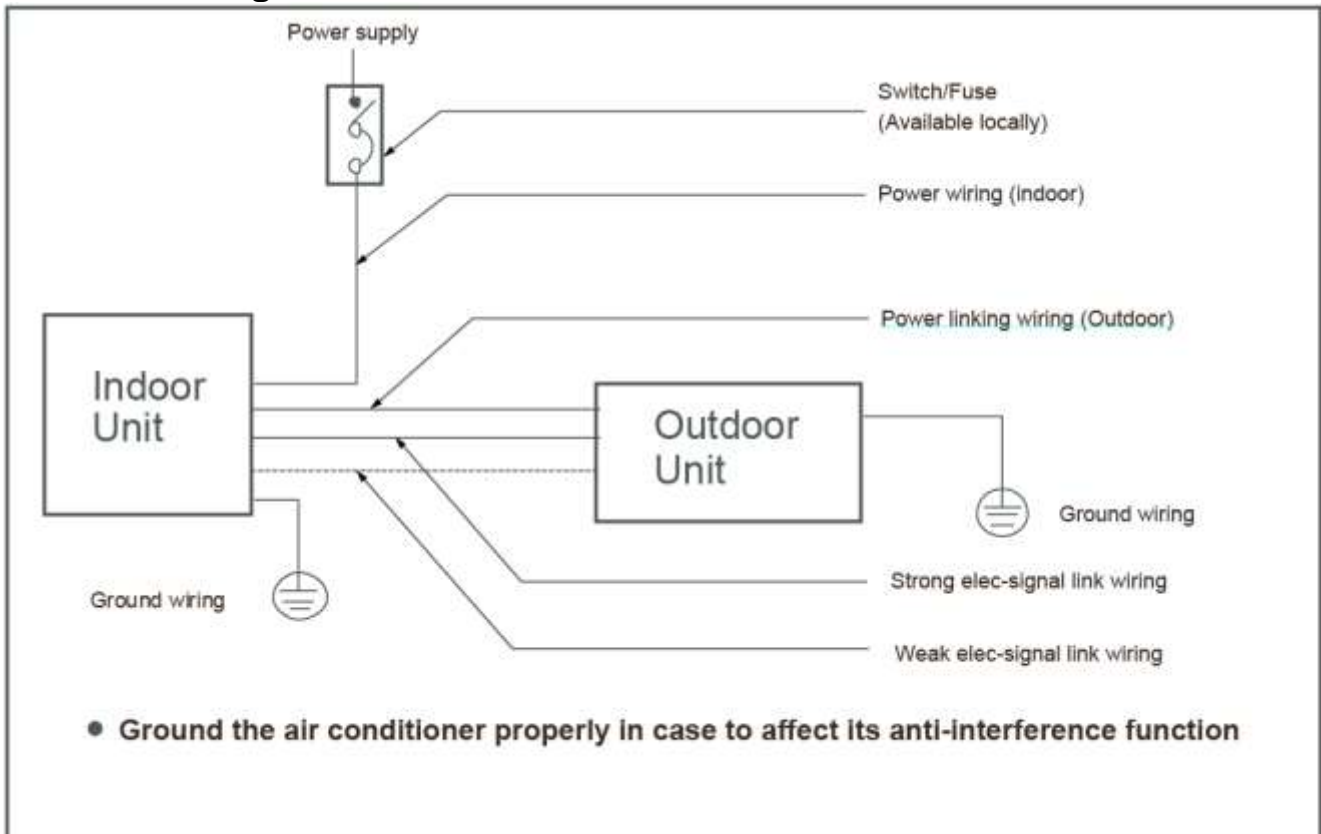 Power supply
Switch/Fuse
(Available locally)
Power wiring (indoor)
Power linking wiring (Outdoor)
Indoor
Unit
Outdoor
Unit
Ground wiring
Ground wiring
Strong elec-signal link wiring
Weak elec-signal link wiring
● Ground the air conditioner properly in case to affect its anti-interference function